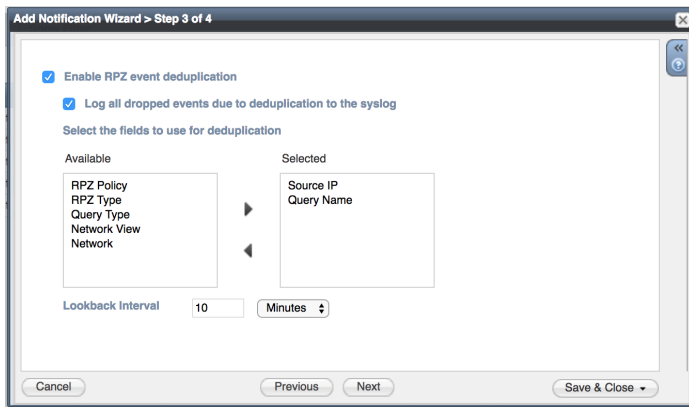 Add Notification Wizard > Step 3 of 4
Enable RPZ event deduplication
Log all dropped events due to deduplication to the syslog
Select the fields to use for deduplication
Available
Selected
RPZ Policy
RPZ Type
Query Type
Network View
Network
Source IP
Query Name
Lookback Interval
10
Minutes
Cancel
Previous
Next
Save & Close